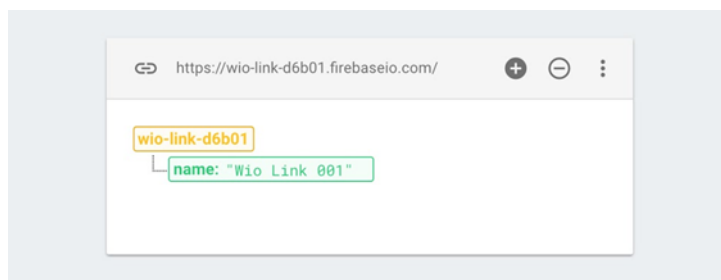 https://wio-link-d6b01.firebaseio.com/
wio-link-d6b01
name: "Wio Link 001"